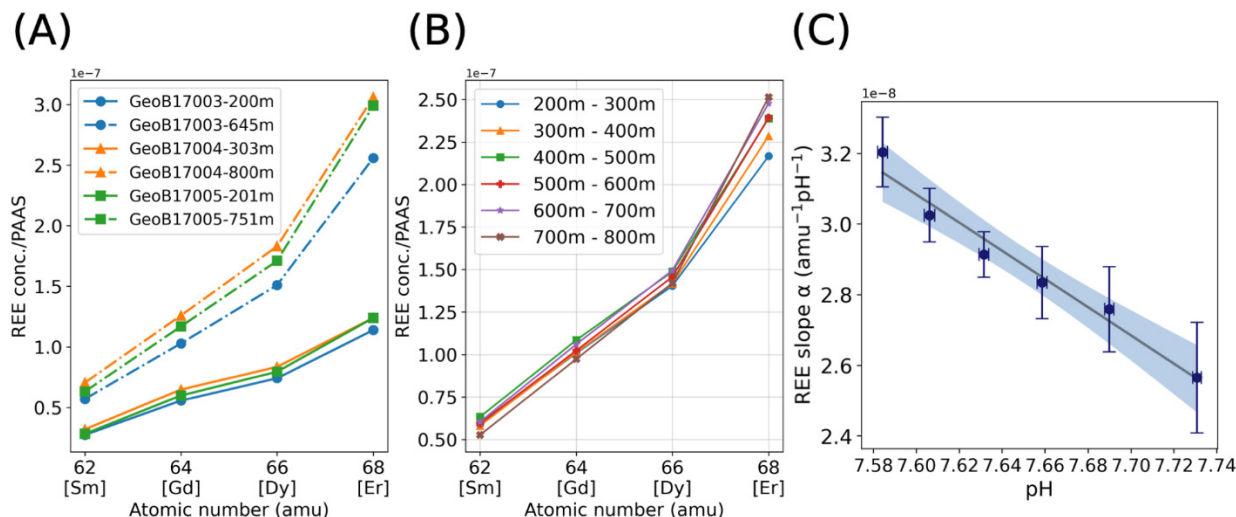 (A)
1e−7
3.0
2.5
2.0
1.5
1.0
0.5
REE conc./PAAS
GeoB17003-200m
GeoB17003-645m
GeoB17004-303m
GeoB17004-800m
GeoB17005-201m
GeoB17005-751m
62 64 66 68
[Sm] [Gd] [Dy] [Er]
Atomic number (amu)
(B)
1e−7
2.50
2.25
2.00
1.75
1.50
1.25
1.00
0.75
0.50
REE conc./PAAS
200m - 300m
300m - 400m
400m - 500m
500m - 600m
600m - 700m
700m - 800m
62 64 66 68
[Sm] [Gd] [Dy] [Er]
Atomic number (amu)
(C)
1e−8
3.2
3.0
2.8
2.6
2.4
REE slope α (amu⁻¹pH⁻¹)
7.58 7.60 7.62 7.64 7.66 7.68 7.70 7.72 7.74
pH